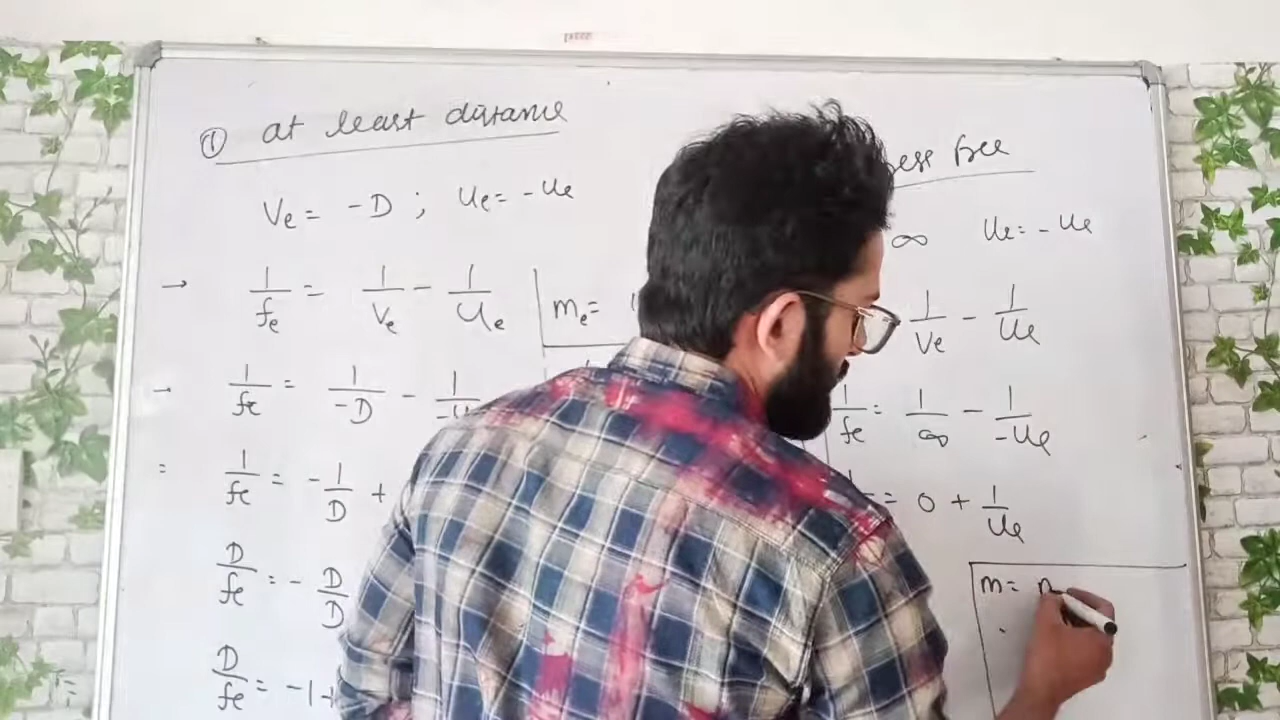 ① at least distance
Ve = -D ; ue = -ue
→ 1/fe = 1/Ve - 1/Ue
→ 1/fe = 1/-D - 1/-u
= 1/fe = -1/D +
D/fe = - D/D
= D/fe = -1 +
me =
free
∞ ue = -ue
1/Ve - 1/Ue
1/fe = 1/∞ - 1/-Ue
= 0 + 1/Ue
m =